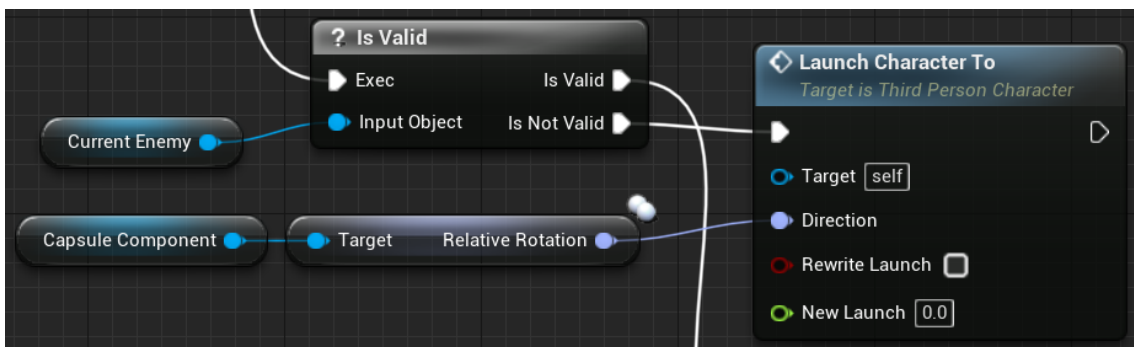 ? Is Valid
Exec Is Valid
Input Object Is Not Valid
Current Enemy
Capsule Component
Target Relative Rotation
Launch Character To
Target is Third Person Character
Target self
Direction
Rewrite Launch
New Launch 0.0